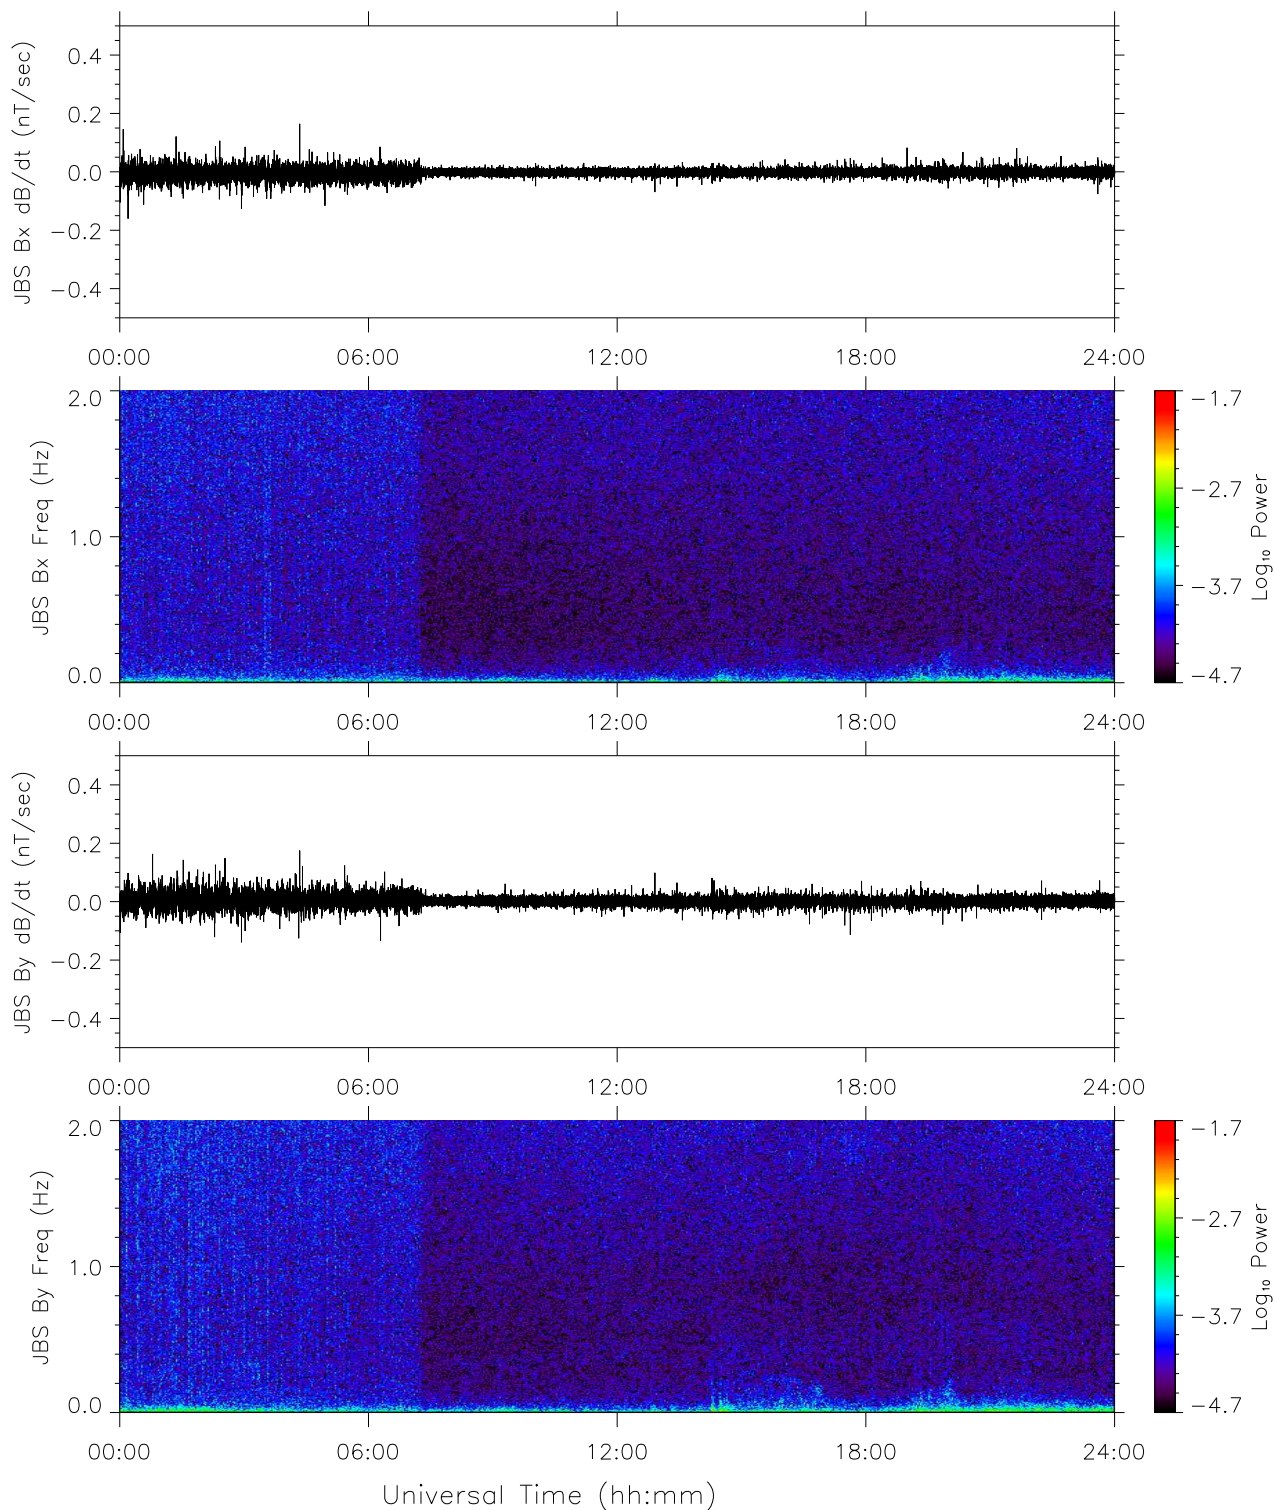 JBS Bx dB/dt (nT/sec)
0.4
0.2
0.0
−0.2
−0.4
00:00 06:00 12:00 18:00 24:00
JBS Bx Freq (Hz)
2.0
1.0
0.0
−1.7
−2.7
−3.7
−4.7
Log₁₀ Power
00:00 06:00 12:00 18:00 24:00
JBS By dB/dt (nT/sec)
0.4
0.2
0.0
−0.2
−0.4
00:00 06:00 12:00 18:00 24:00
JBS By Freq (Hz)
2.0
1.0
0.0
−1.7
−2.7
−3.7
−4.7
Log₁₀ Power
00:00 06:00 12:00 18:00 24:00
Universal Time (hh:mm)